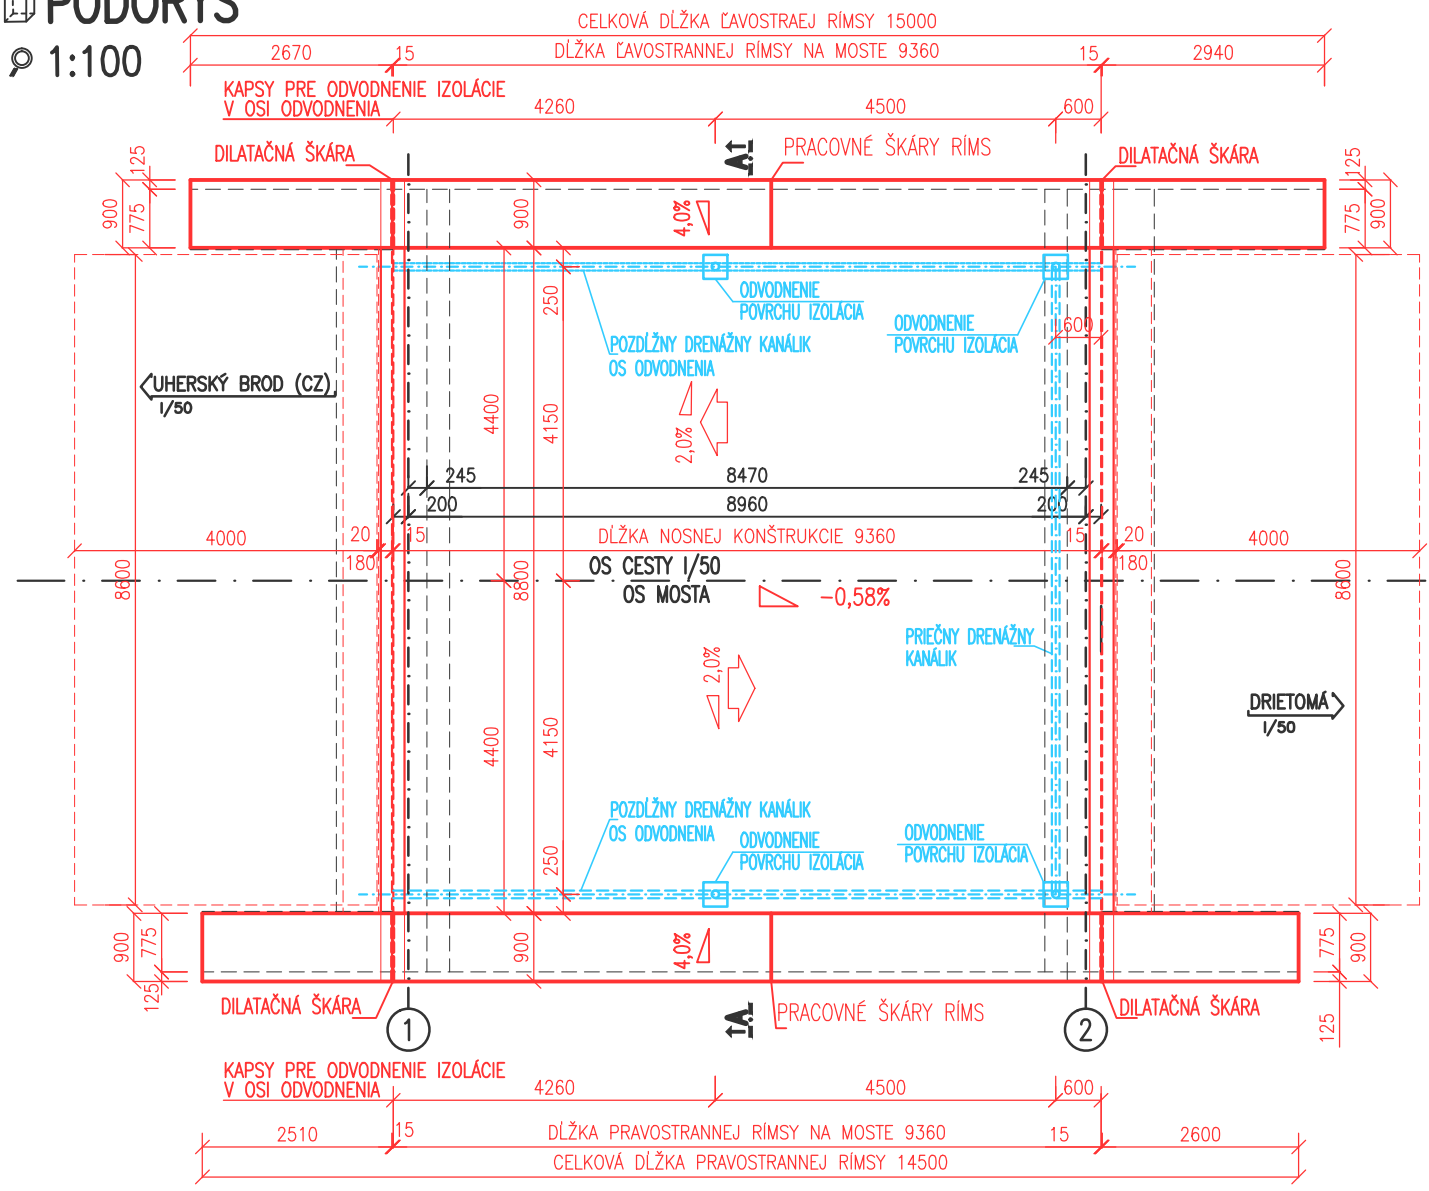 PÔDORYS
1:100
CELKOVÁ DĹŽKA ĽAVOSTRAEJ RÍMSY 15000
2670
15
DĹŽKA ĽAVOSTRANNEJ RÍMSY NA MOSTE 9360
15
2940
KAPSY PRE ODVODNENIE IZOLÁCIE
V OSI ODVODNENIA
4260
4500
600
DILATAČNÁ ŠKÁRA
A1
PRACOVNÉ ŠKÁRY RÍMS
DILATAČNÁ ŠKÁRA
125
900
775
900
4,0%
125
775
900
250
ODVODNENIE
POVRCHU IZOLÁCIA
ODVODNENIE
POVRCHU IZOLÁCIA
600
POZDĹŽNY DRENÁŽNY KANÁLIK
OS ODVODNENIA
UHERSKÝ BROD (CZ)
I/50
4400
4150
2,0%
245
8470
245
200
8960
200
4000
20
15
DĹŽKA NOSNEJ KONŠTRUKCIE 9360
15
20
4000
180
180
8600
8800
OS CESTY I/50
OS MOSTA
-0,58%
8600
PRIEČNY DRENÁŽNY
KANÁLIK
2,0%
DRIETOMÁ
I/50
4400
4150
POZDĹŽNY DRENÁŽNY KANÁLIK
OS ODVODNENIA
ODVODNENIE
POVRCHU IZOLÁCIA
ODVODNENIE
POVRCHU IZOLÁCIA
250
900
775
125
900
4,0%
775
900
125
DILATAČNÁ ŠKÁRA
1
A1
PRACOVNÉ ŠKÁRY RÍMS
2
DILATAČNÁ ŠKÁRA
KAPSY PRE ODVODNENIE IZOLÁCIE
V OSI ODVODNENIA
4260
4500
600
2510
15
DĹŽKA PRAVOSTRANNEJ RÍMSY NA MOSTE 9360
15
2600
CELKOVÁ DĹŽKA PRAVOSTRANNEJ RÍMSY 14500